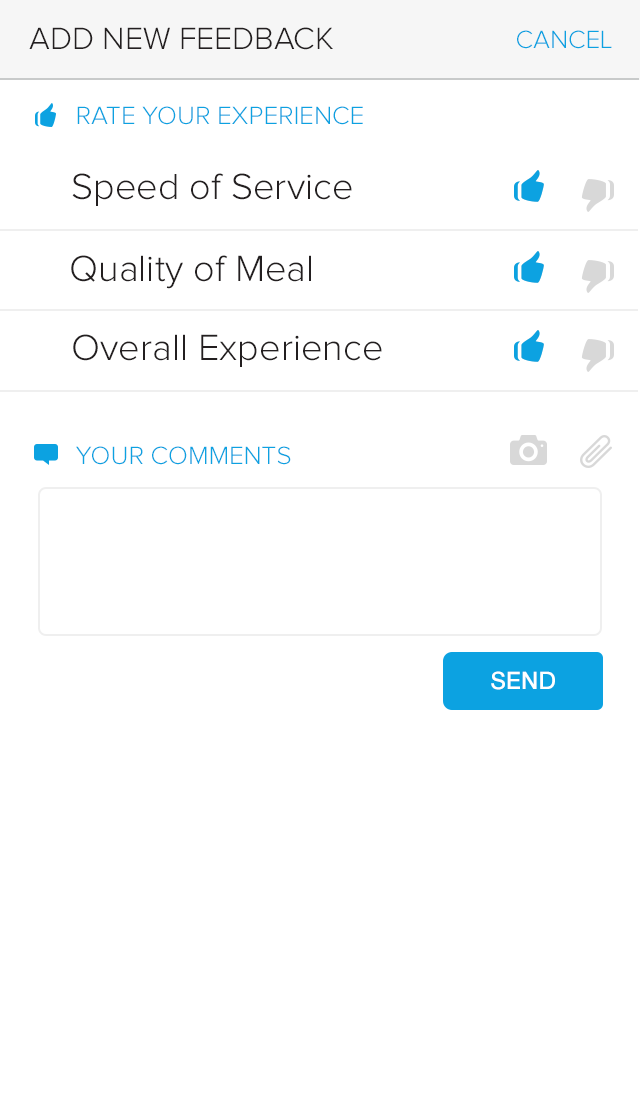 ADD NEW FEEDBACK CANCEL
RATE YOUR EXPERIENCE
Speed of Service
Quality of Meal
Overall Experience
YOUR COMMENTS
SEND